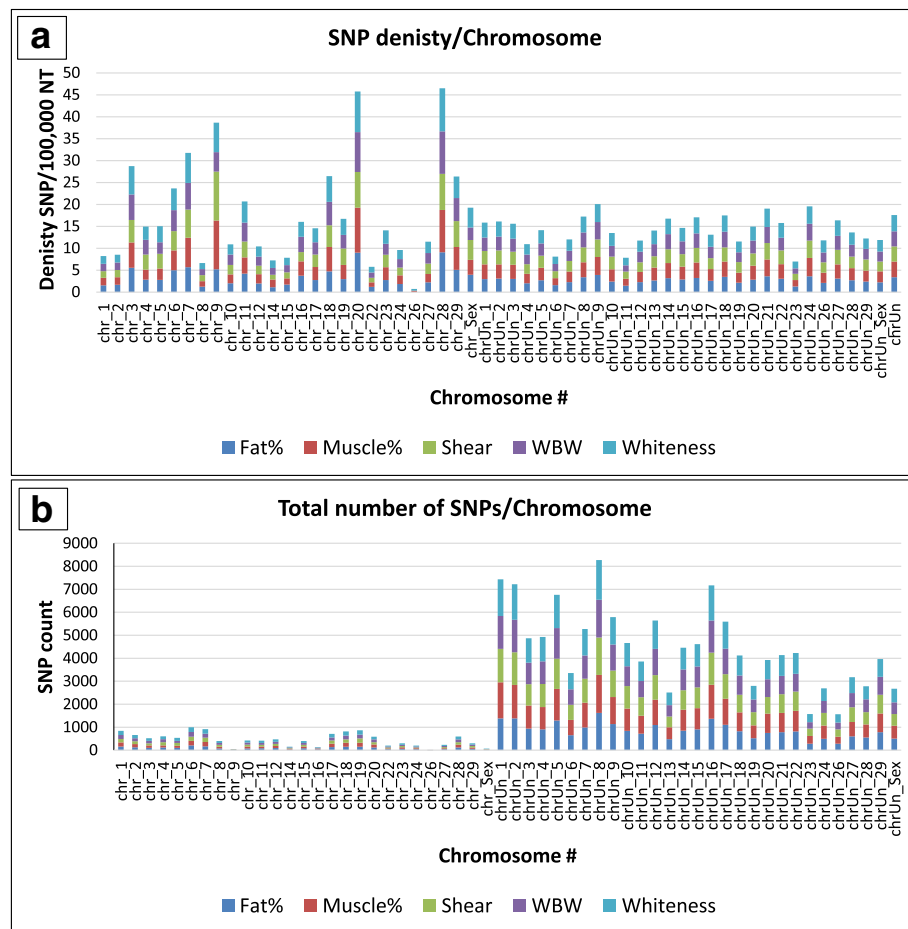 a
SNP denisty/Chromosome
Denisty SNP/100,000 NT
50
45
40
35
30
25
20
15
10
5
0
chr_1
chr_2
chr_3
chr_4
chr_5
chr_6
chr_7
chr_8
chr_9
chr_10
chr_11
chr_12
chr_14
chr_15
chr_16
chr_17
chr_18
chr_19
chr_20
chr_22
chr_23
chr_24
chr_26
chr_27
chr_28
chr_29
chr_Sex
chrUn_1
chrUn_2
chrUn_3
chrUn_4
chrUn_5
chrUn_6
chrUn_7
chrUn_8
chrUn_9
chrUn_10
chrUn_11
chrUn_12
chrUn_13
chrUn_14
chrUn_15
chrUn_16
chrUn_17
chrUn_18
chrUn_19
chrUn_20
chrUn_21
chrUn_22
chrUn_23
chrUn_24
chrUn_26
chrUn_27
chrUn_28
chrUn_29
chrUn_Sex
chrUn
Chromosome #
Fat% Muscle% Shear WBW Whiteness
b
Total number of SNPs/Chromosome
SNP count
9000
8000
7000
6000
5000
4000
3000
2000
1000
0
chr_1
chr_2
chr_3
chr_4
chr_5
chr_6
chr_7
chr_8
chr_9
chr_10
chr_11
chr_12
chr_14
chr_15
chr_16
chr_17
chr_18
chr_19
chr_20
chr_22
chr_23
chr_24
chr_26
chr_27
chr_28
chr_29
chr_Sex
chrUn_1
chrUn_2
chrUn_3
chrUn_4
chrUn_5
chrUn_6
chrUn_7
chrUn_8
chrUn_9
chrUn_10
chrUn_11
chrUn_12
chrUn_13
chrUn_14
chrUn_15
chrUn_16
chrUn_17
chrUn_18
chrUn_19
chrUn_20
chrUn_21
chrUn_22
chrUn_23
chrUn_24
chrUn_26
chrUn_27
chrUn_28
chrUn_29
chrUn_Sex
Chromosome #
Fat% Muscle% Shear WBW Whiteness